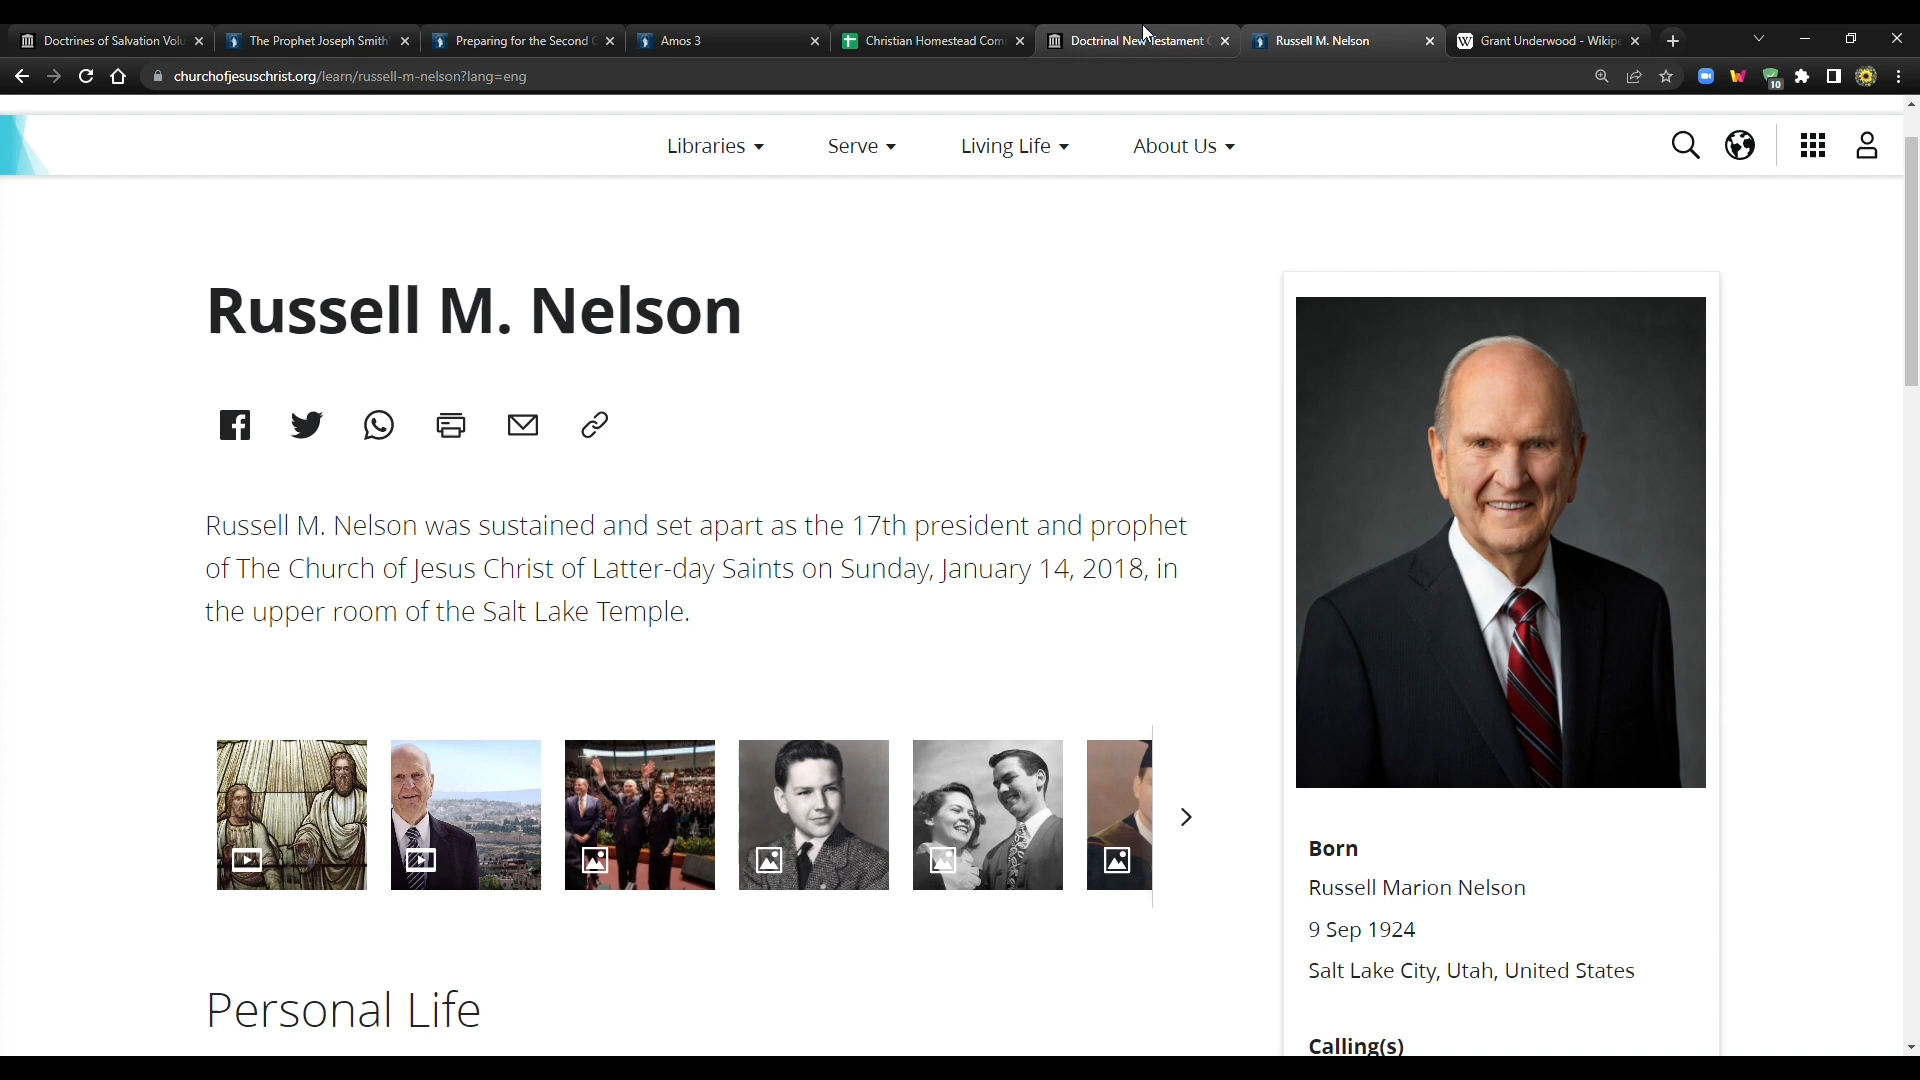 Doctrines of Salvation Volu
The Prophet Joseph Smith
Preparing for the Second
Amos 3
Christian Homestead Com
Doctrinal New Testament
Russell M. Nelson
Grant Underwood - Wikip
churchofjesuschrist.org/learn/russell-m-nelson?lang=eng
10
Libraries
Serve
Living Life
About Us
Russell M. Nelson
Russell M. Nelson was sustained and set apart as the 17th president and prophet
of The Church of Jesus Christ of Latter-day Saints on Sunday, January 14, 2018, in
the upper room of the Salt Lake Temple.
Personal Life
Born
Russell Marion Nelson
9 Sep 1924
Salt Lake City, Utah, United States
Calling(s)